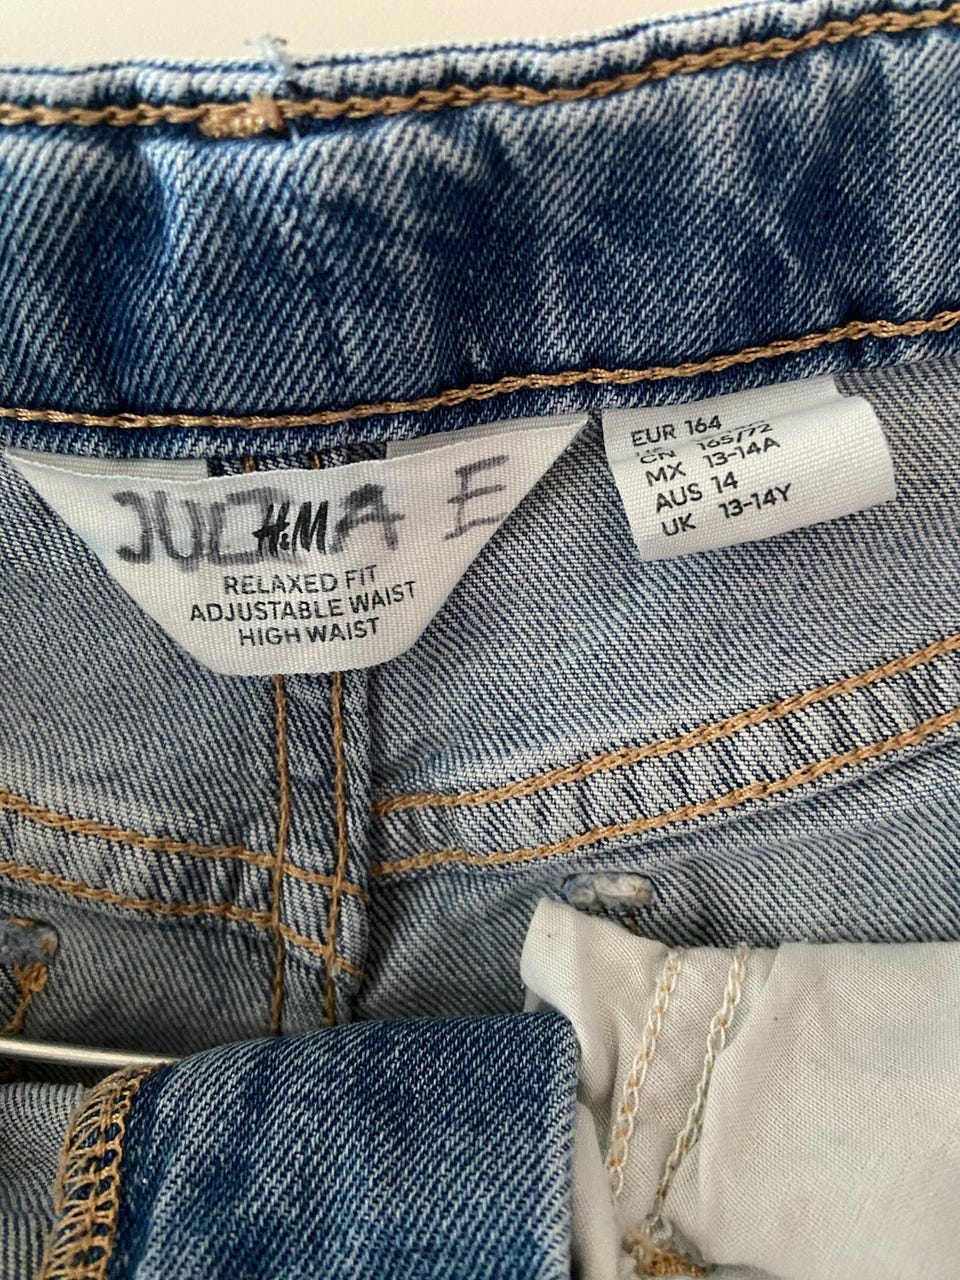 JULIA E
H&M
RELAXED FIT
ADJUSTABLE WAIST
HIGH WAIST
EUR 164
CN 165/72
MX 13-14A
AUS 14
UK 13-14Y